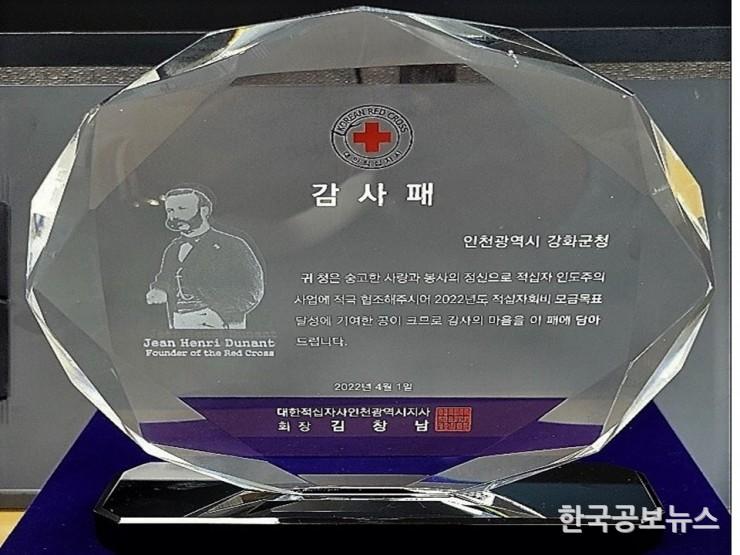 KOREAN RED CROSS
대한적십자사
감사패
인천광역시 강화군청
귀 청은 숭고한 사랑과 봉사의 정신으로 적십자 인도주의
사업에 적극 협조해주시어 2022년도 적십자회비 모금목표
달성에 기여한 공이 크므로 감사의 마음을 이 패에 담아
드립니다.
Jean Henri Dunant
Founder of the Red Cross
2022년 4월 1일
대한적십자사인천광역시지사
회장 김창남
한국공보뉴스